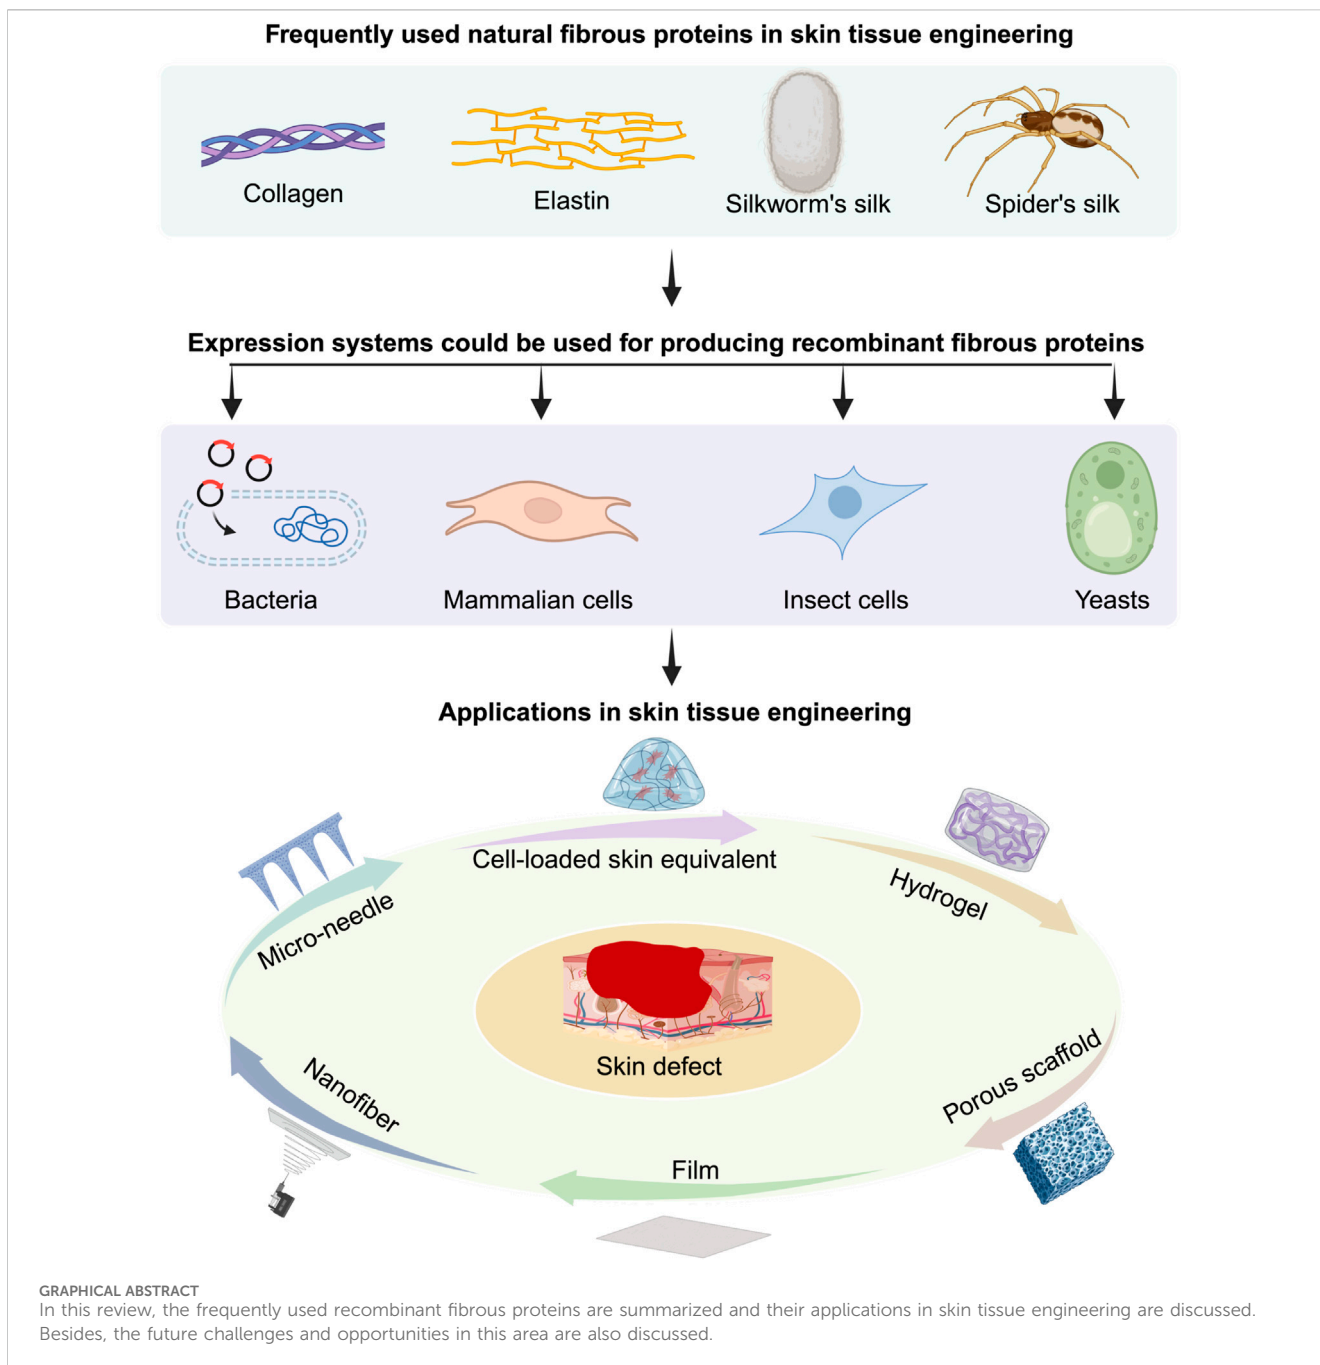 Frequently used natural fibrous proteins in skin tissue engineering
Collagen
Elastin
Silkworm's silk
Spider's silk
Expression systems could be used for producing recombinant fibrous proteins
Bacteria
Mammalian cells
Insect cells
Yeasts
Applications in skin tissue engineering
Cell-loaded skin equivalent
Hydrogel
Micro-needle
Skin defect
Porous scaffold
Nanofiber
Film
GRAPHICAL ABSTRACT
In this review, the frequently used recombinant fibrous proteins are summarized and their applications in skin tissue engineering are discussed.
Besides, the future challenges and opportunities in this area are also discussed.